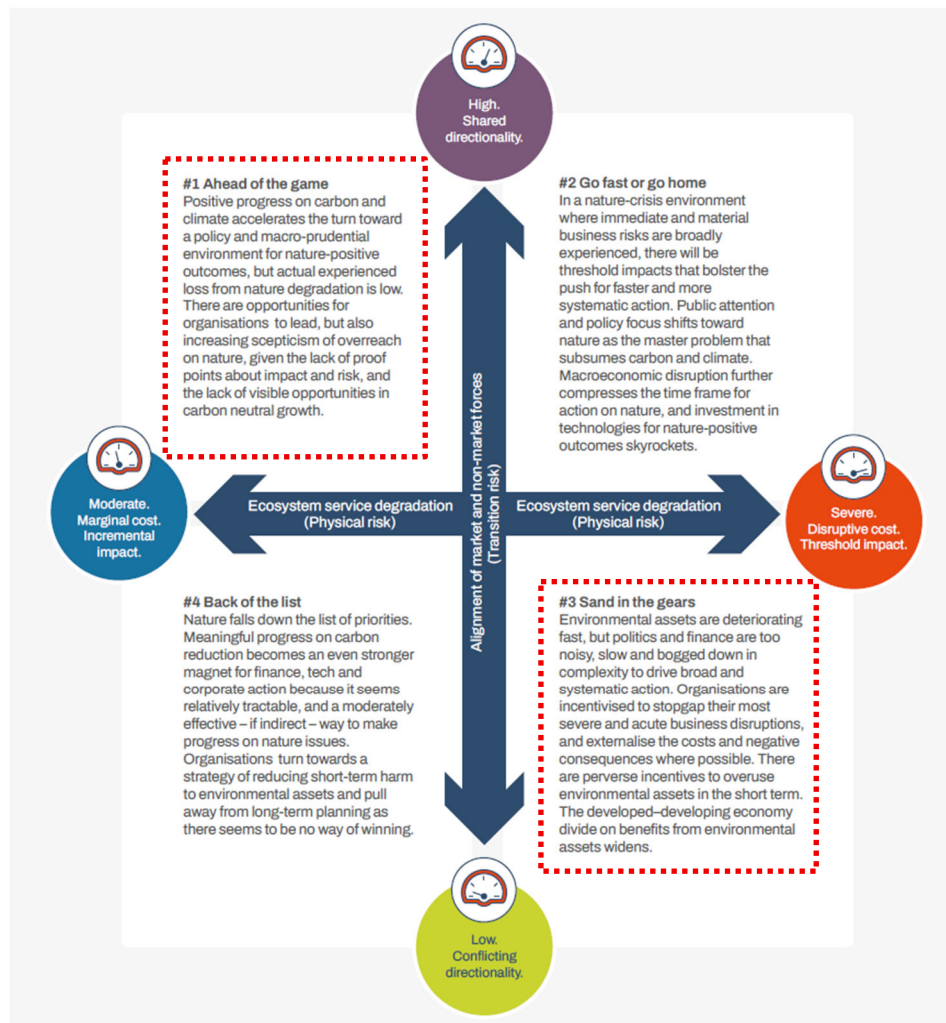 High.
Shared
directionality.
#1 Ahead of the game
Positive progress on carbon and
climate accelerates the turn toward
a policy and macro-prudential
environment for nature-positive
outcomes, but actual experienced
loss from nature degradation is low.
There are opportunities for
organisations to lead, but also
increasing scepticism of overreach
on nature, given the lack of proof
points about impact and risk, and
the lack of visible opportunities in
carbon neutral growth.
#2 Go fast or go home
In a nature-crisis environment
where immediate and material
business risks are broadly
experienced, there will be
threshold impacts that bolster the
push for faster and more
systematic action. Public attention
and policy focus shifts toward
nature as the master problem that
subsumes carbon and climate.
Macroeconomic disruption further
compresses the time frame for
action on nature, and investment in
technologies for nature-positive
outcomes skyrockets.
Moderate.
Marginal cost.
Incremental
impact.
Ecosystem service degradation
(Physical risk)
Alignment of market and non-market forces
(Transition risk)
Ecosystem service degradation
(Physical risk)
Severe.
Disruptive cost.
Threshold impact.
#4 Back of the list
Nature falls down the list of priorities.
Meaningful progress on carbon
reduction becomes an even stronger
magnet for finance, tech and
corporate action because it seems
relatively tractable, and a moderately
effective – if indirect – way to make
progress on nature issues.
Organisations turn towards a
strategy of reducing short-term harm
to environmental assets and pull
away from long-term planning as
there seems to be no way of winning.
#3 Sand in the gears
Environmental assets are deteriorating
fast, but politics and finance are too
noisy, slow and bogged down in
complexity to drive broad and
systematic action. Organisations are
incentivised to stopgap their most
severe and acute business disruptions,
and externalise the costs and negative
consequences where possible. There
are perverse incentives to overuse
environmental assets in the short term.
The developed–developing economy
divide on benefits from environmental
assets widens.
Low.
Conflicting
directionality.